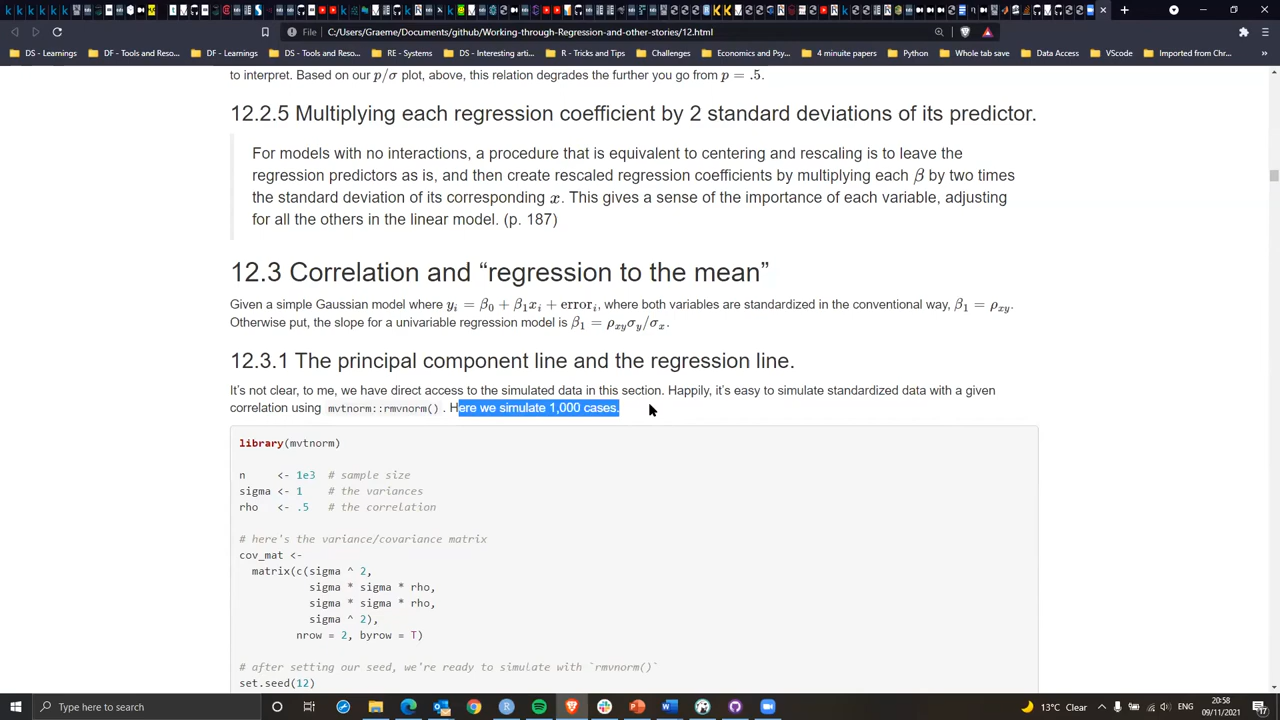 File
C:/Users/Graeme/Documents/github/Working-through-Regression-and-other-stories/12.html
DS - Learnings
DF - Tools and Reso...
DF - Learnings
DS - Tools and Reso...
RE - Systems
DS - Interesting arti...
R - Tricks and Tips
Challenges
Economics and Psy...
4 minuite papers
Python
Whole tab save
Data Access
VScode
Imported from Chr...
to interpret. Based on our p/σ plot, above, this relation degrades the further you go from p = .5.
12.2.5 Multiplying each regression coefficient by 2 standard deviations of its predictor.
For models with no interactions, a procedure that is equivalent to centering and rescaling is to leave the
regression predictors as is, and then create rescaled regression coefficients by multiplying each β by two times
the standard deviation of its corresponding x. This gives a sense of the importance of each variable, adjusting
for all the others in the linear model. (p. 187)
12.3 Correlation and “regression to the mean”
Given a simple Gaussian model where yᵢ = β₀ + β₁xᵢ + errorᵢ, where both variables are standardized in the conventional way, β₁ = ρxy.
Otherwise put, the slope for a univariable regression model is β₁ = ρxyσy/σx.
12.3.1 The principal component line and the regression line.
It’s not clear, to me, we have direct access to the simulated data in this section. Happily, it’s easy to simulate standardized data with a given
correlation using mvtnorm::rmvnorm() . Here we simulate 1,000 cases.
library(mvtnorm)
n <- 1e3 # sample size
sigma <- 1 # the variances
rho <- .5 # the correlation
# here's the variance/covariance matrix
cov_mat <-
matrix(c(sigma ^ 2,
sigma * sigma * rho,
sigma * sigma * rho,
sigma ^ 2),
nrow = 2, byrow = T)
# after setting our seed, we're ready to simulate with `rmvnorm()`
set.seed(12)
Type here to search
13°C Clear
20:58
09/11/2021